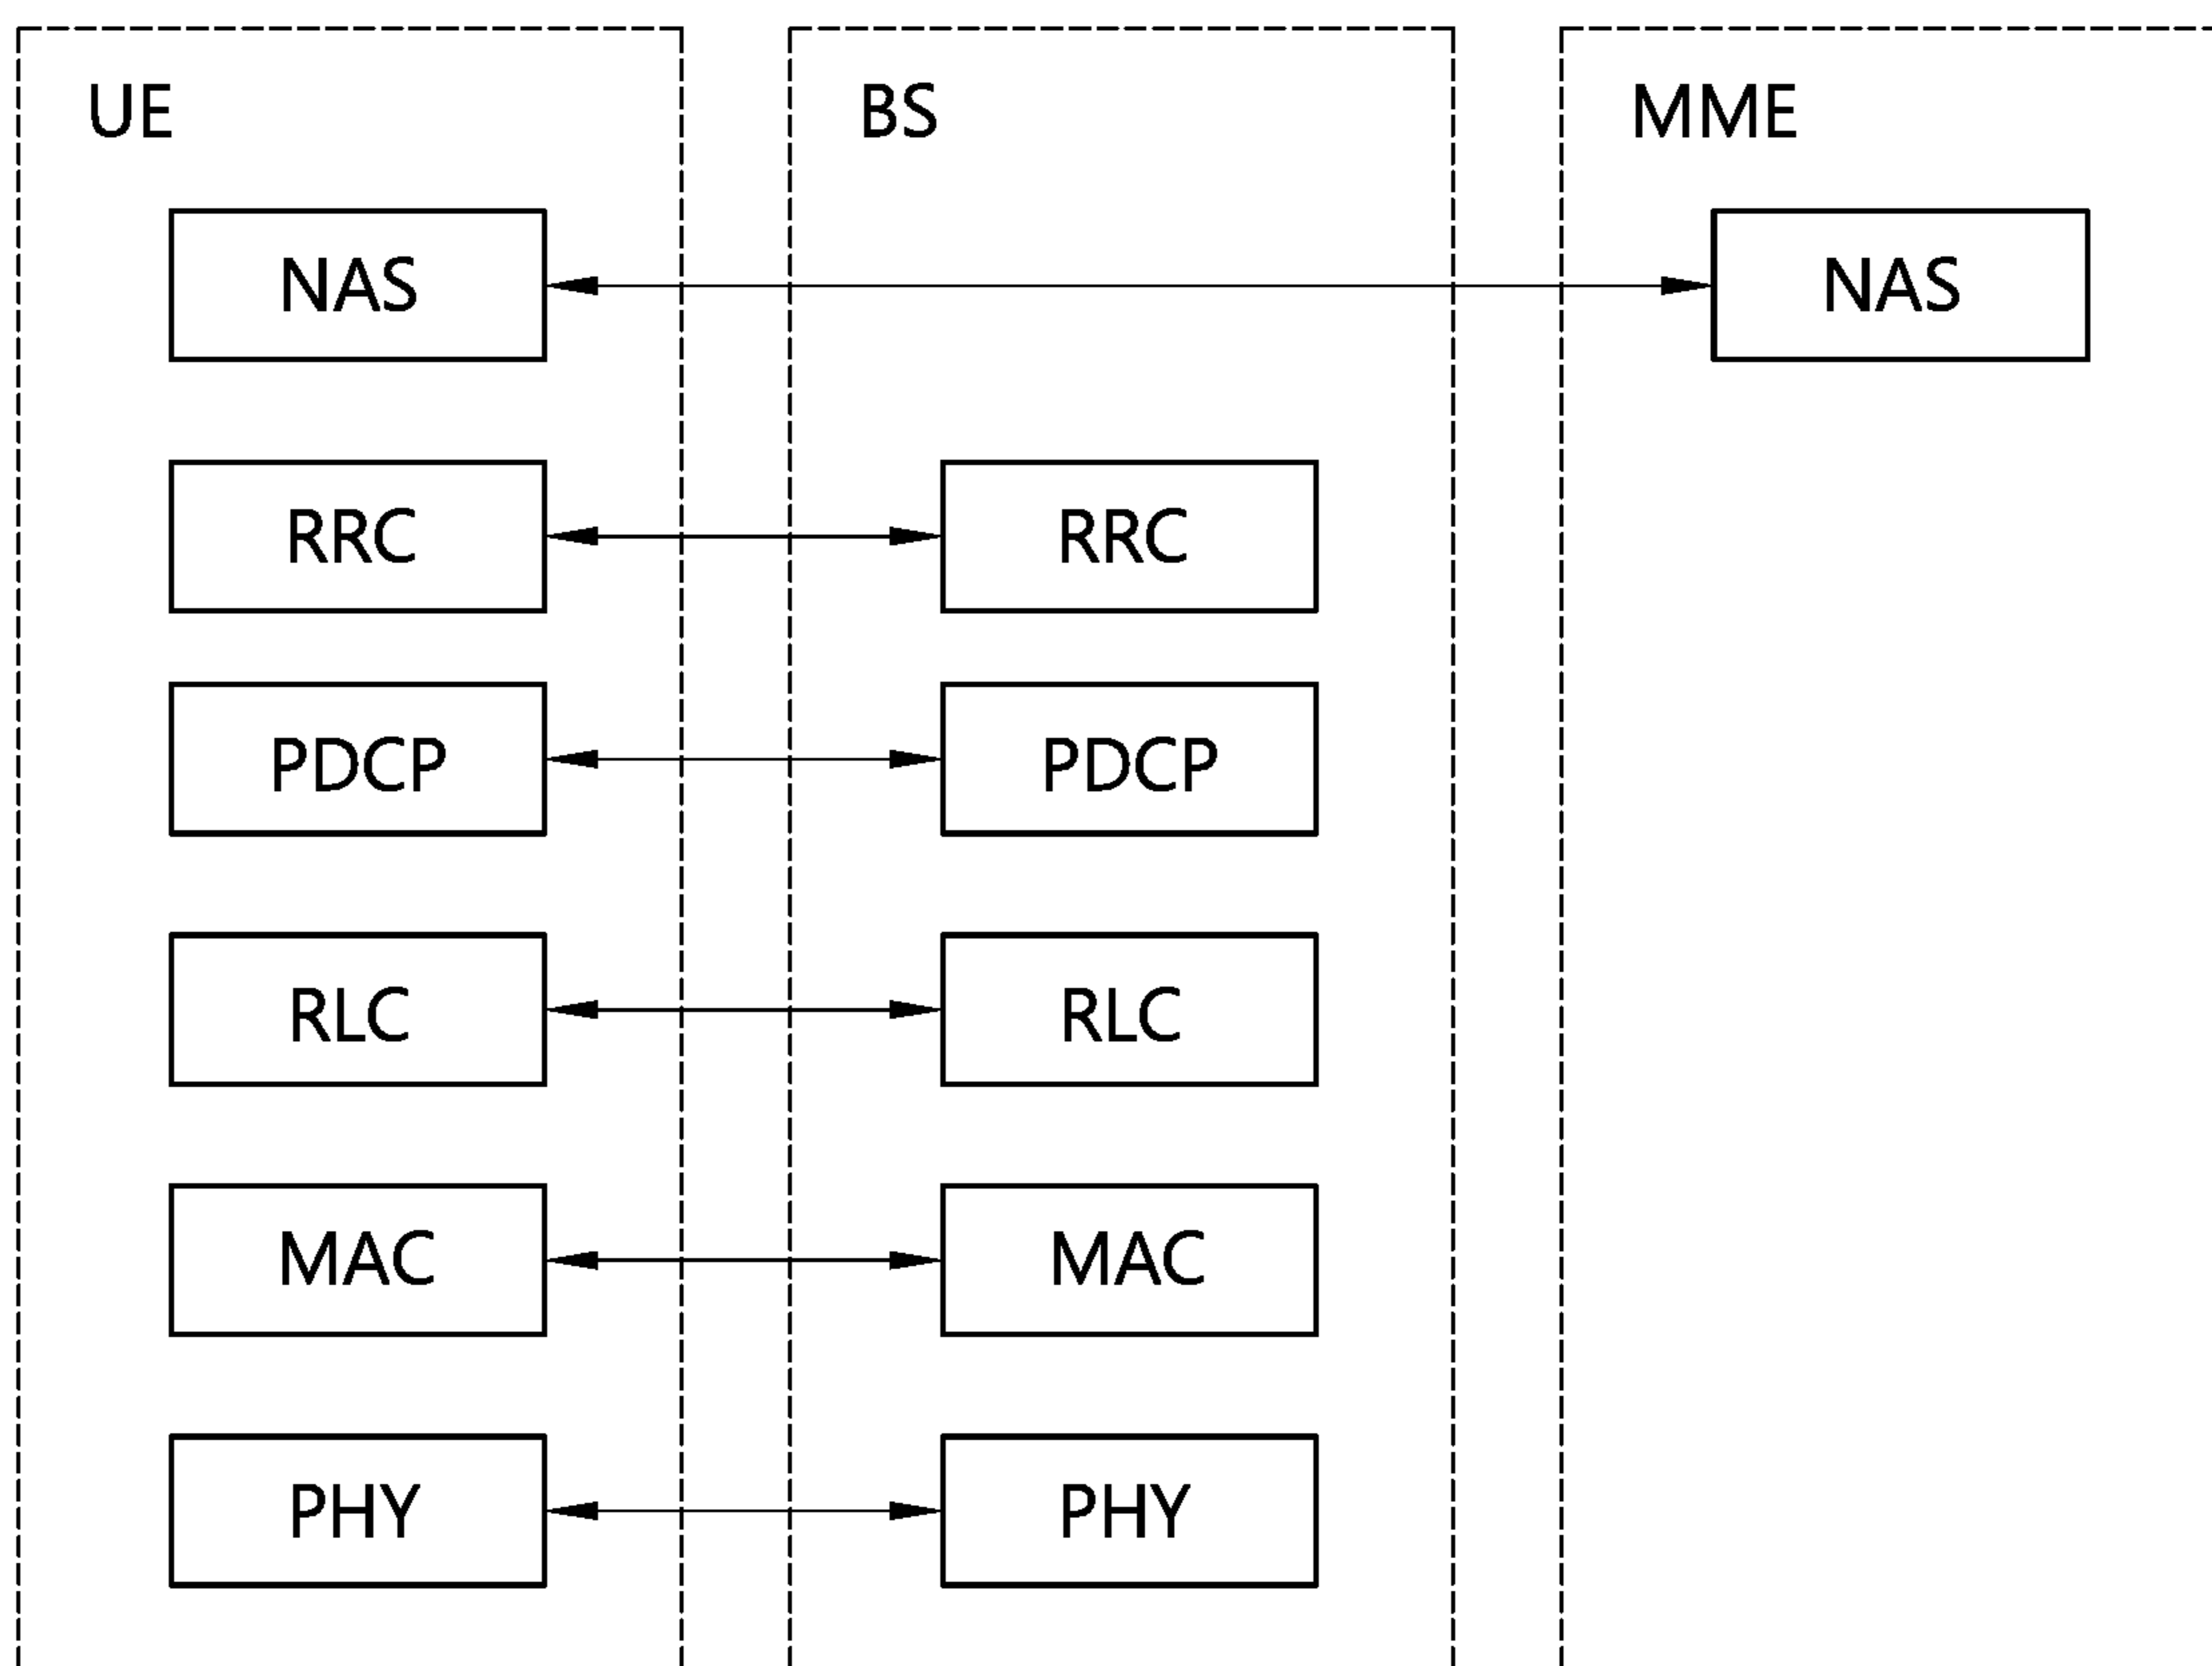 UE BS MME
NAS NAS
RRC RRC
PDCP PDCP
RLC RLC
MAC MAC
PHY PHY